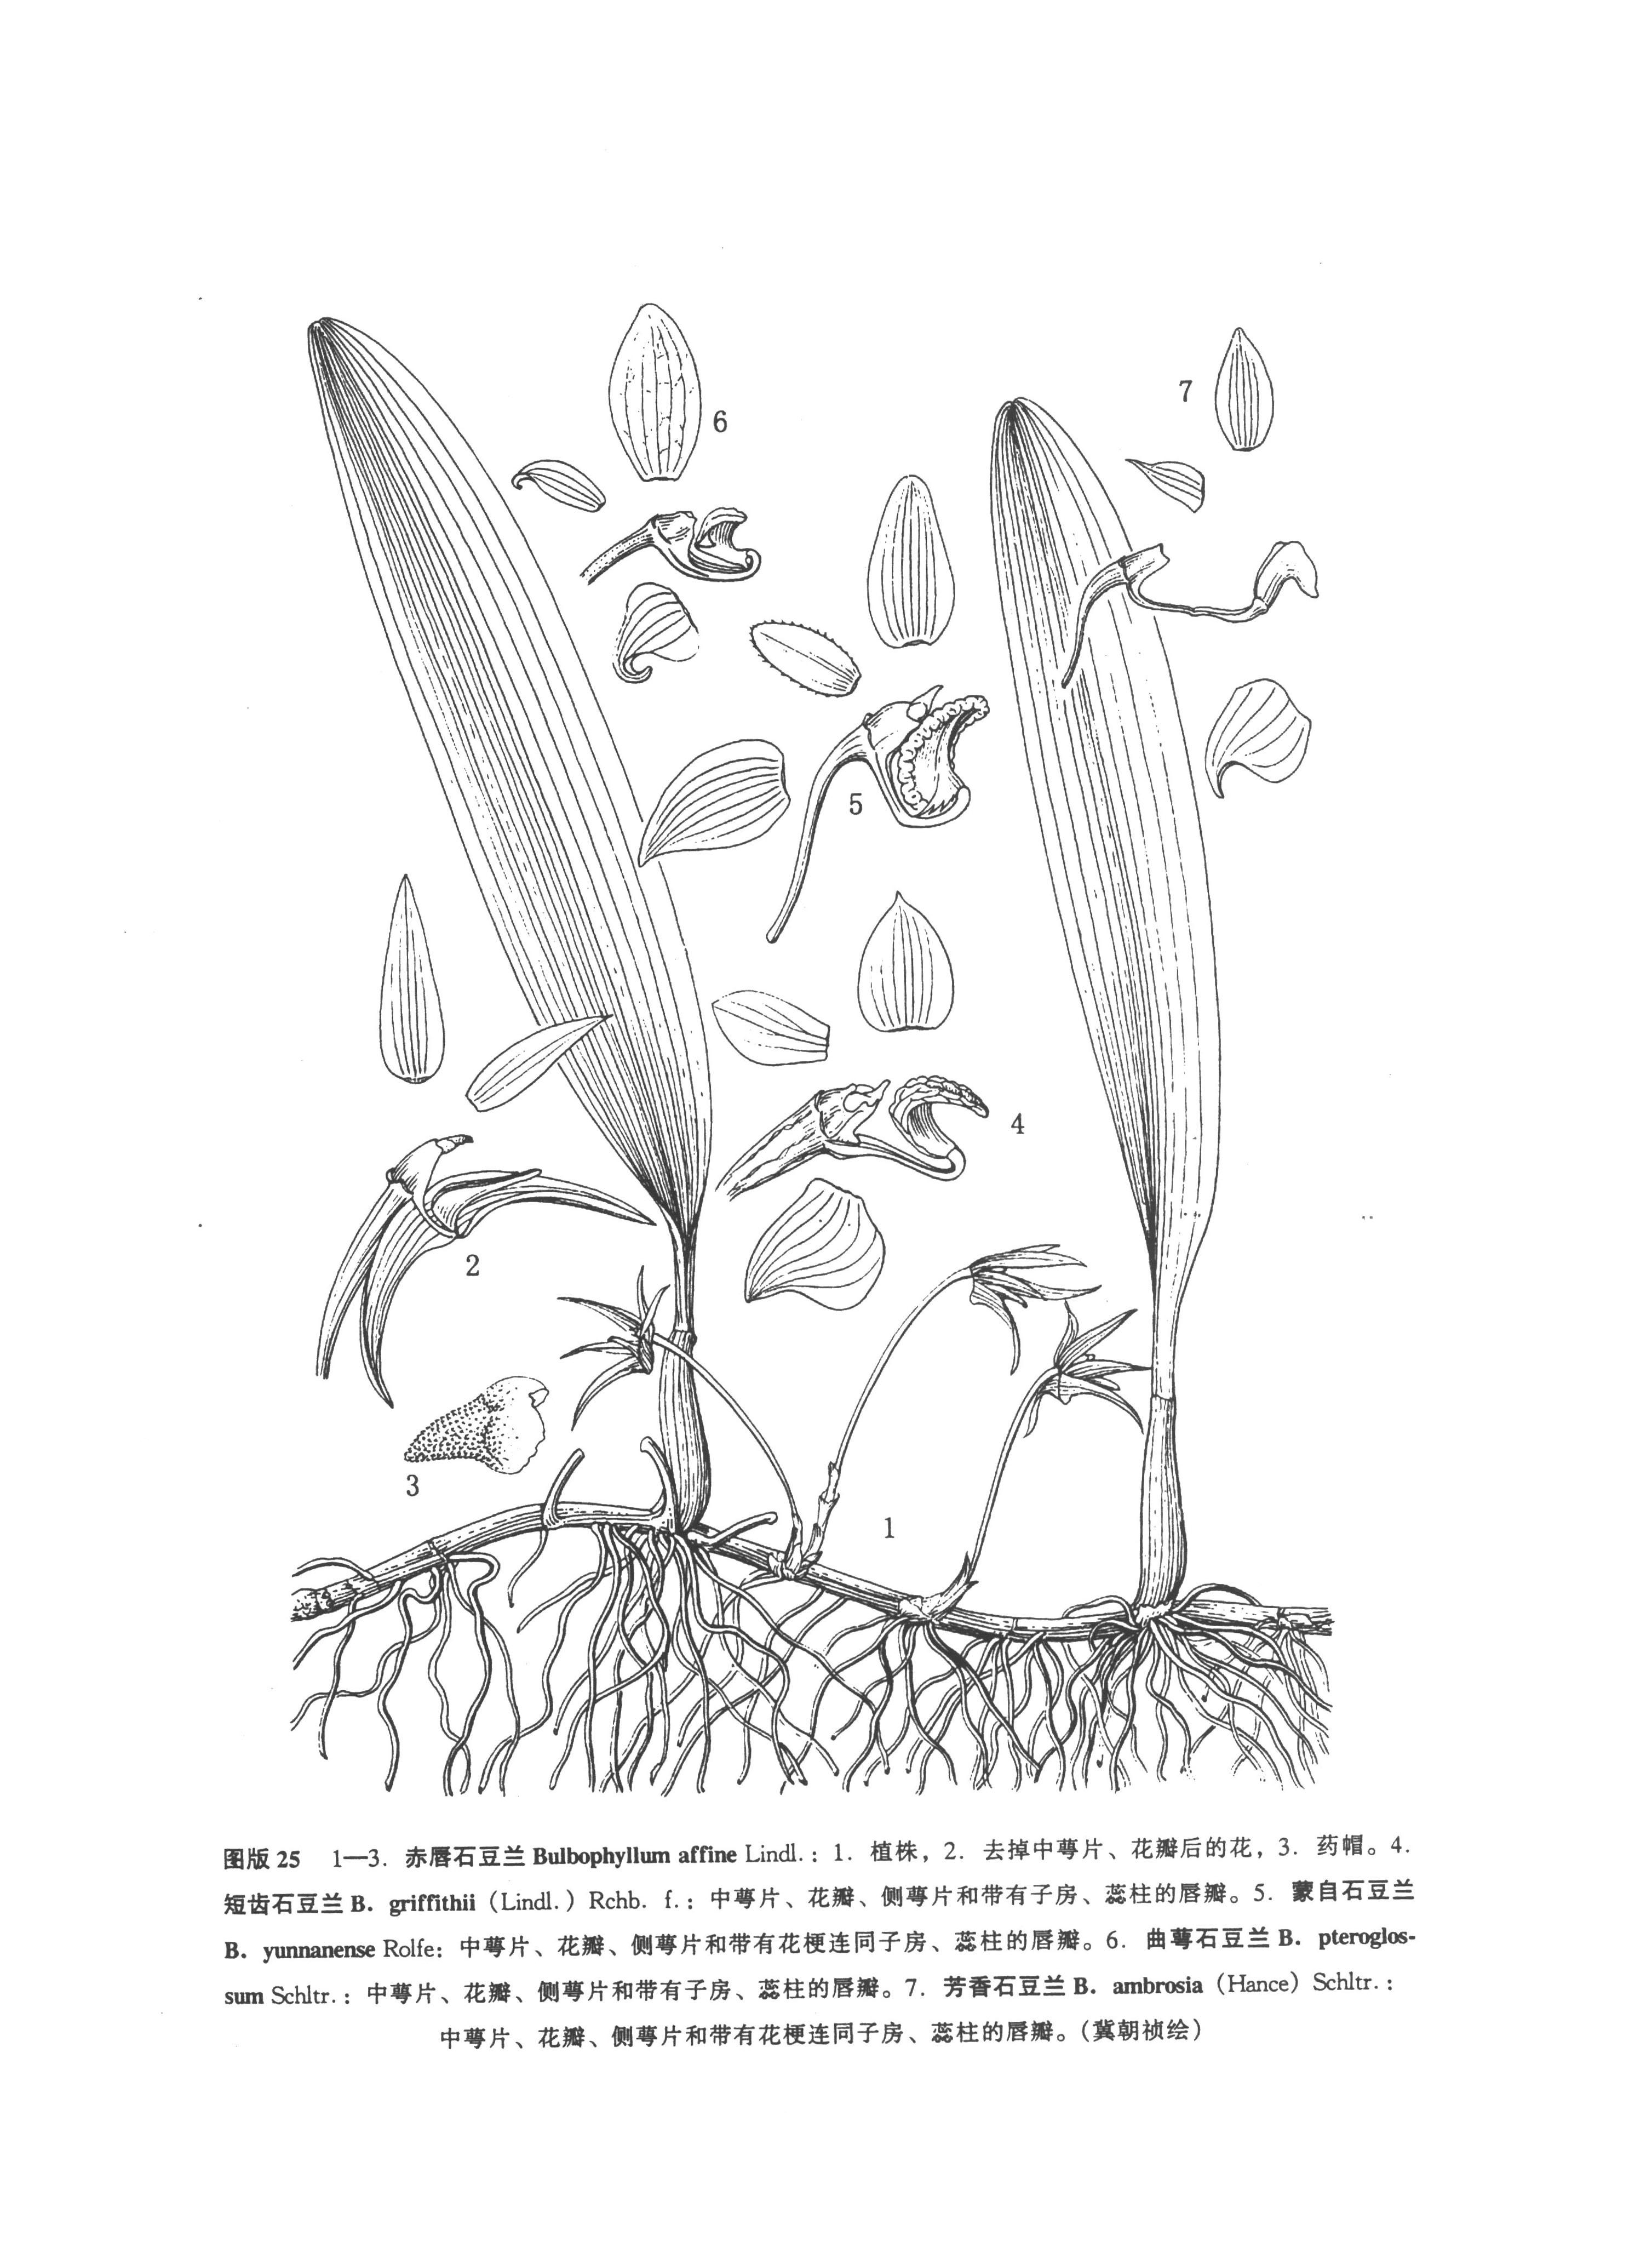 6
7
5
4
2
3
1
图版 25 1—3. 赤唇石豆兰 Bulbophyllum affine Lindl.: 1. 植株, 2. 去掉中萼片、花瓣后的花, 3. 药帽。4.
短齿石豆兰 B. griffithii (Lindl.) Rchb. f.: 中萼片、花瓣、侧萼片和带有子房、蕊柱的唇瓣。5. 蒙自石豆兰
B. yunnanense Rolfe: 中萼片、花瓣、侧萼片和带有花梗连同子房、蕊柱的唇瓣。6. 曲萼石豆兰 B. pteroglos-
sum Schltr.: 中萼片、花瓣、侧萼片和带有子房、蕊柱的唇瓣。7. 芳香石豆兰 B. ambrosia (Hance) Schltr.:
中萼片、花瓣、侧萼片和带有花梗连同子房、蕊柱的唇瓣。(冀朝祯绘)